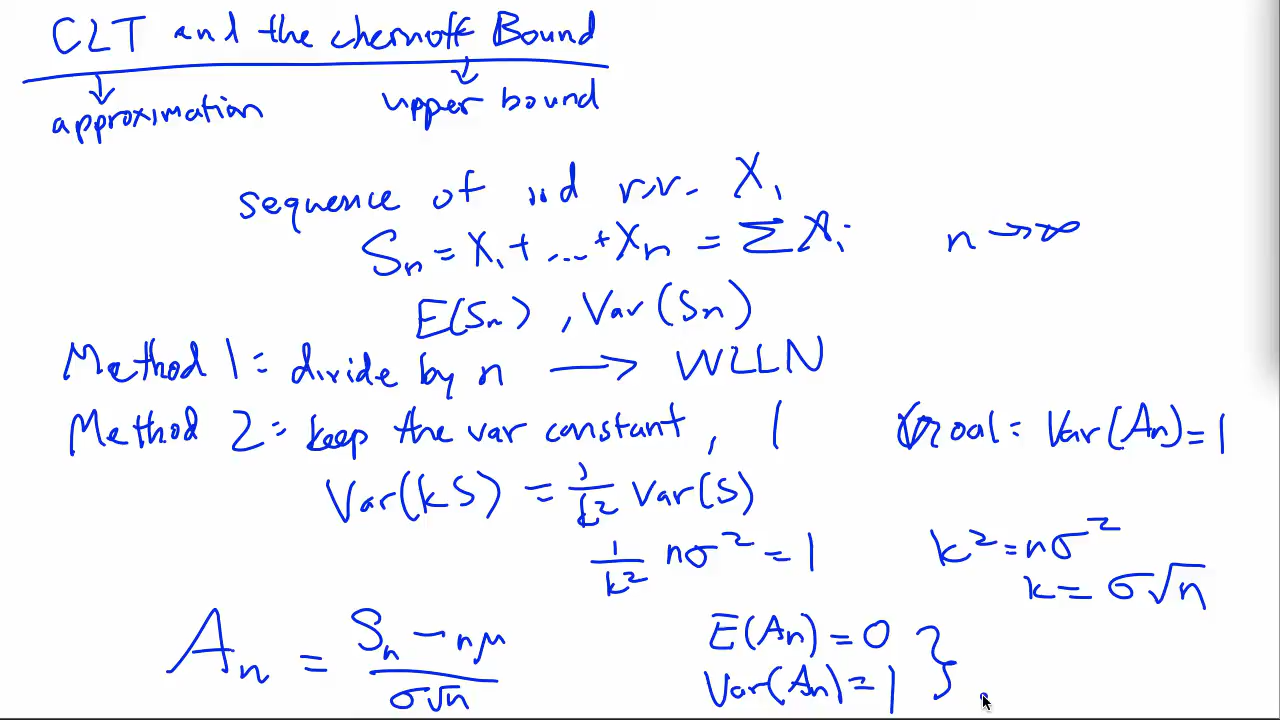 CLT and the chernoff Bound
approximation
upper bound
sequence of iid r.v. Xᵢ
Sₙ = X₁ + ... + Xₙ = ΣXᵢ n → ∞
E(Sₙ), Var(Sₙ)
Method 1: divide by n → WLLN
Method 2: keep the var constant, 1 Goal: Var(Aₙ) = 1
Var(kS) = 1/k² Var(S)
1/k² nσ² = 1 k² = nσ²
k = σ√n
Aₙ = (Sₙ - nμ)/(σ√n)
E(Aₙ) = 0
Var(Aₙ) = 1 }